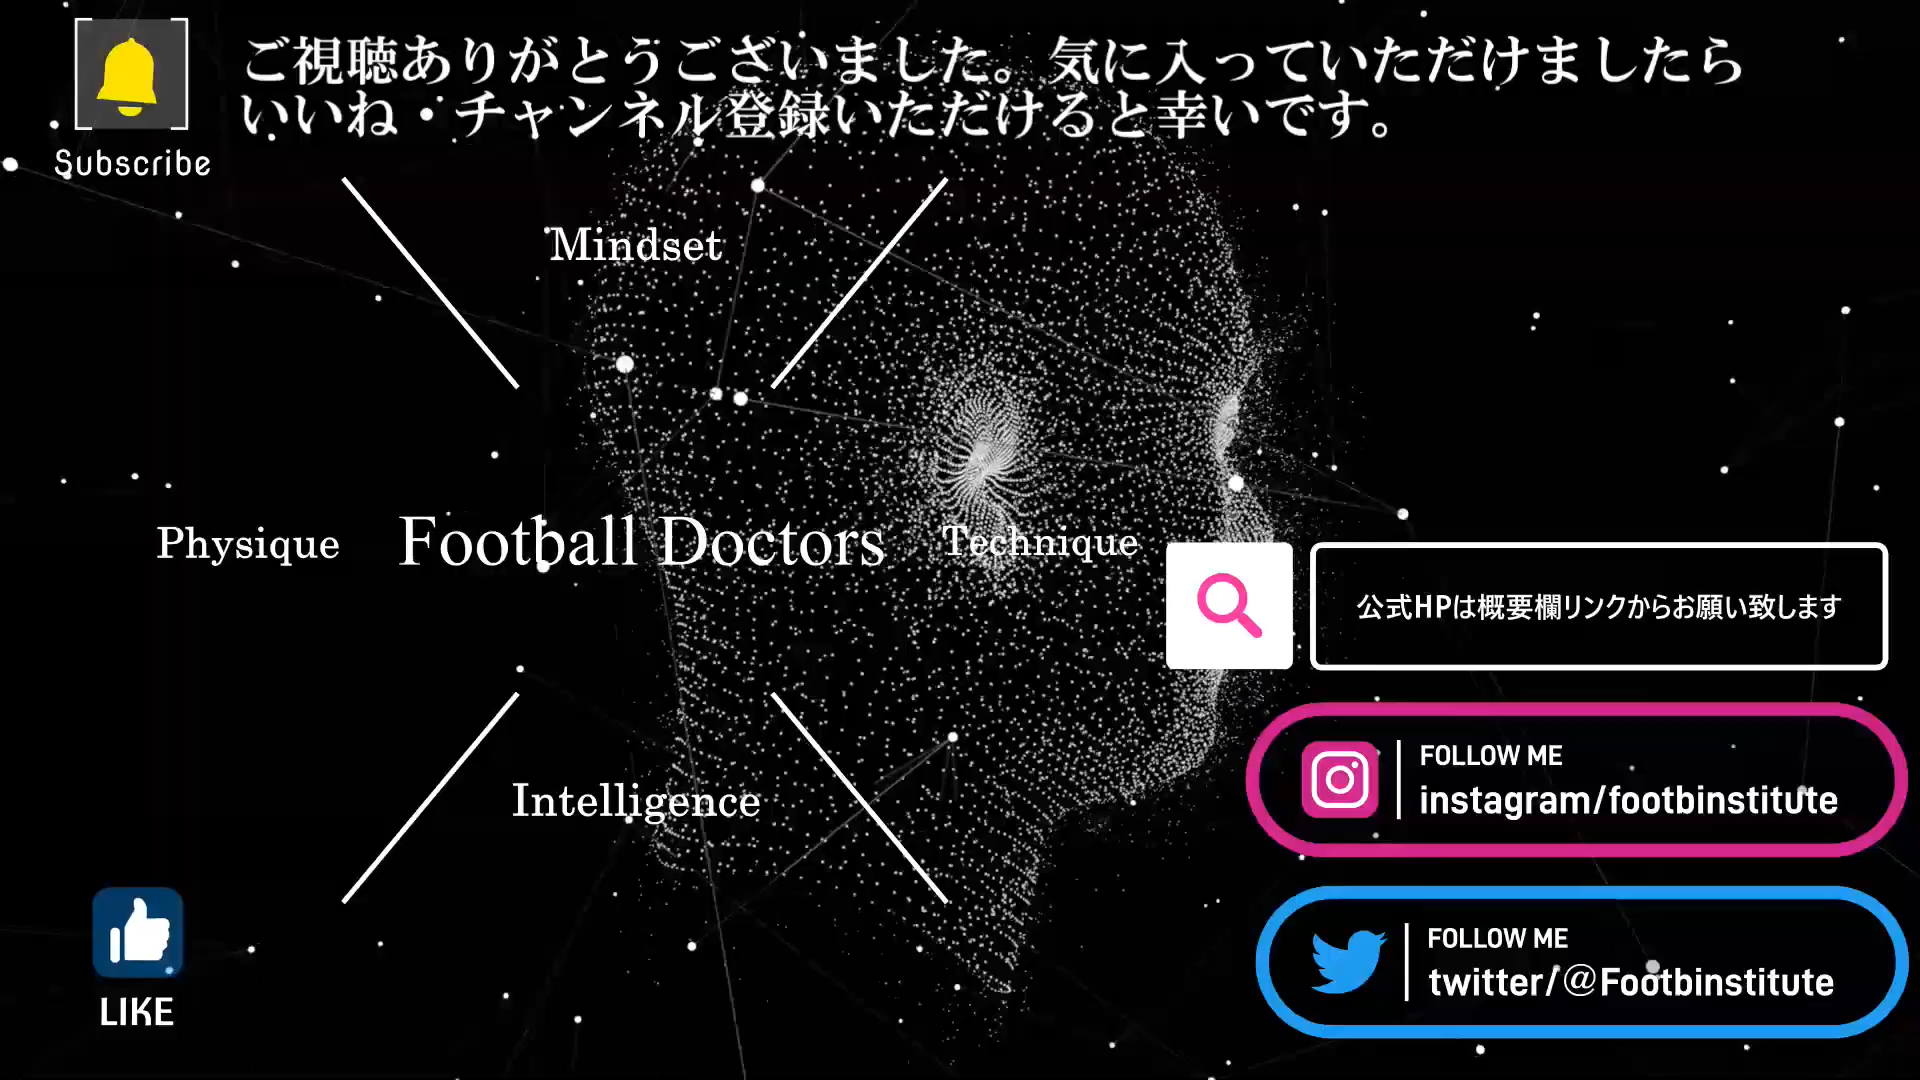 ご視聴ありがとうございました。気に入っていただけましたら
いいね・チャンネル登録いただけると幸いです。
Subscribe
Mindset
Physique
Football Doctors
Technique
公式HPは概要欄リンクからお願い致します
FOLLOW ME
instagram/footbinstitute
Intelligence
FOLLOW ME
twitter/@Footbinstitute
LIKE